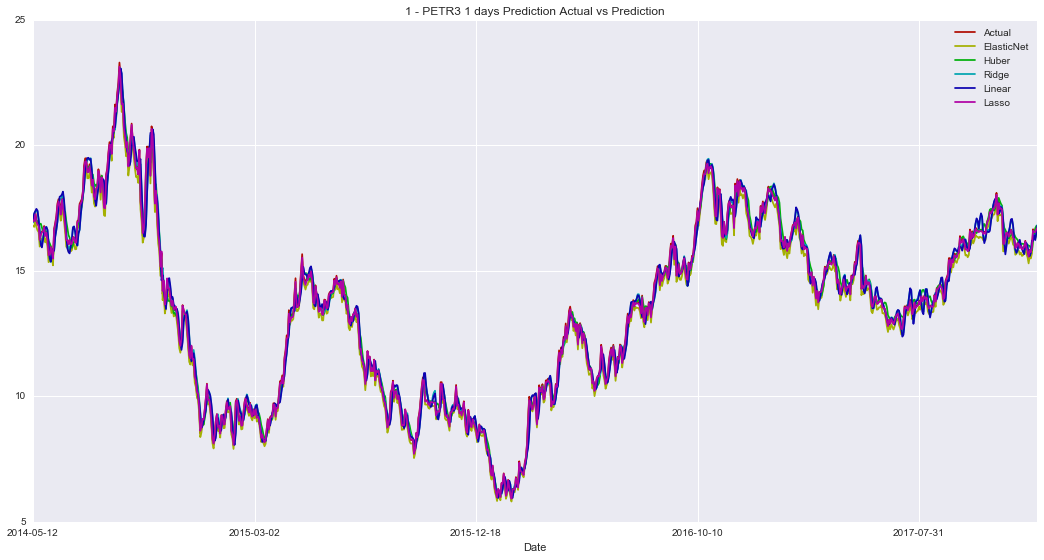 1 - PETR3 1 days Prediction Actual vs Prediction
25
20
15
10
5
Actual
ElasticNet
Huber
Ridge
Linear
Lasso
2014-05-12
2015-03-02
2015-12-18
2016-10-10
2017-07-31
Date